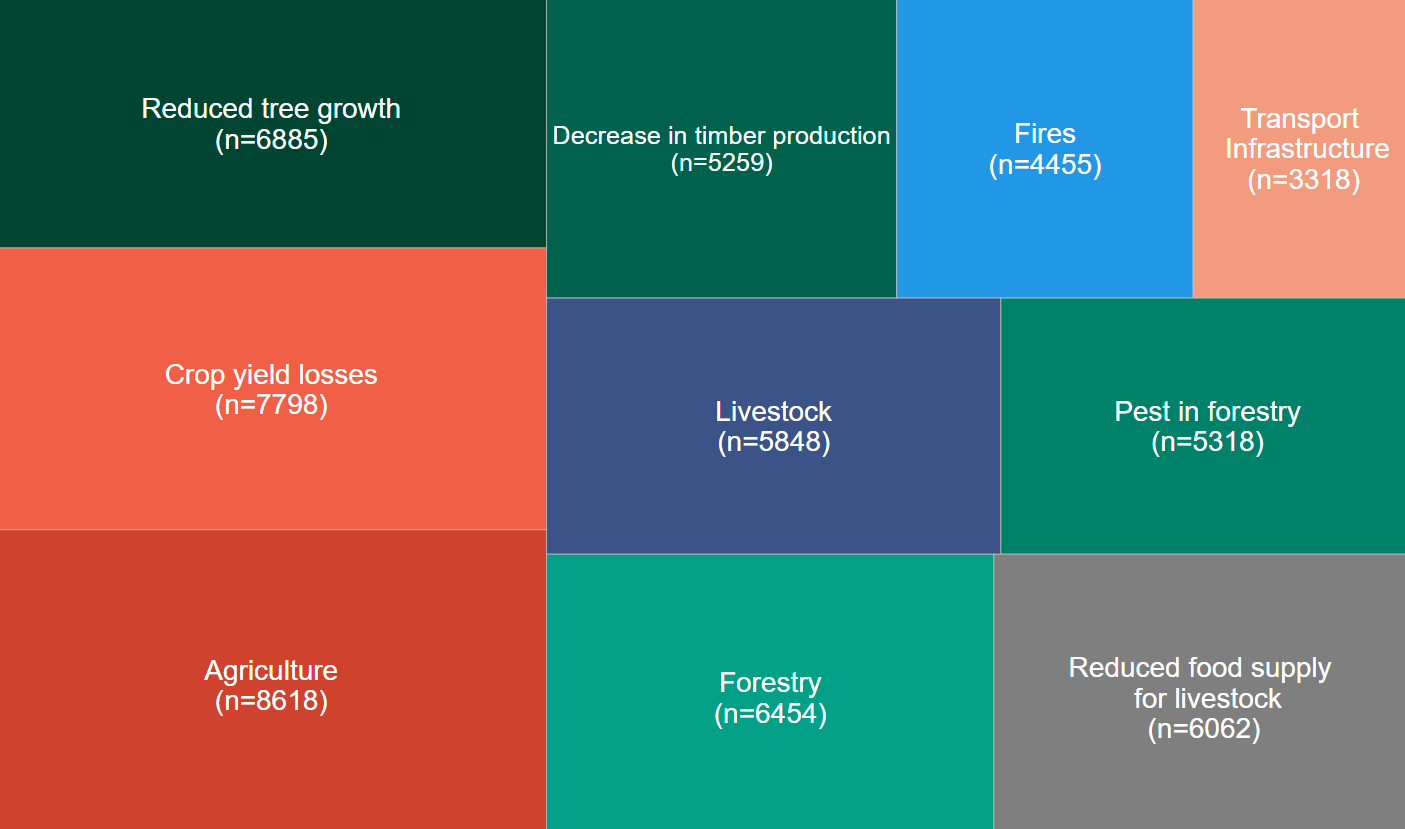 Reduced tree growth
(n=6885)
Decrease in timber production
(n=5259)
Fires
(n=4455)
Transport
Infrastructure
(n=3318)
Crop yield losses
(n=7798)
Livestock
(n=5848)
Pest in forestry
(n=5318)
Agriculture
(n=8618)
Forestry
(n=6454)
Reduced food supply
for livestock
(n=6062)